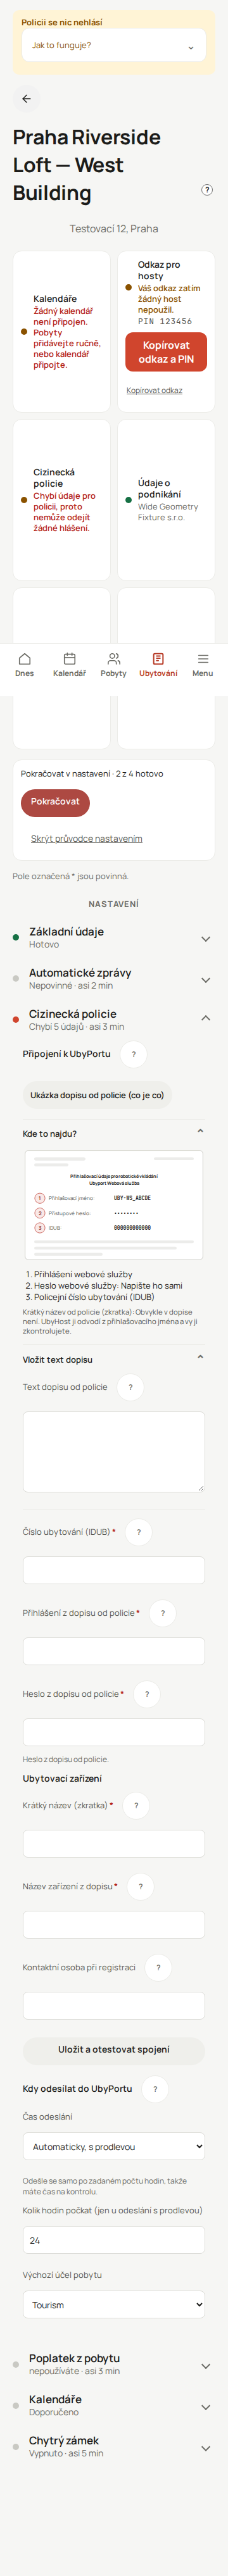 Policii se nic nehlásí
Jak to funguje?
Praha Riverside
Loft — West
Building
?
Testovací 12, Praha
Kalendáře
Žádný kalendář
není připojen.
Pobyty
přidávejte ručně,
nebo kalendář
připojte.
Odkaz pro
hosty
Váš odkaz zatím
žádný host
nepoužil.
PIN 123456
Kopírovat
odkaz a PIN
Kopírovat odkaz
Cizinecká
policie
Chybí údaje pro
policii, proto
nemůže odejít
žádné hlášení.
Údaje o
podnikání
Wide Geometry
Fixture s.r.o.
Dnes
Kalendář
Pobyty
Ubytování
Menu
Pokračovat v nastavení · 2 z 4 hotovo
Pokračovat
Skrýt průvodce nastavením
Pole označená * jsou povinná.
NASTAVENÍ
Základní údaje
Hotovo
Automatické zprávy
Nepovinné · asi 2 min
Cizinecká policie
Chybí 5 údajů · asi 3 min
Připojení k UbyPortu ?
Ukázka dopisu od policie (co je co)
Kde to najdu?
Přihlašovací údaje pro robotické vkládání
Ubyport Webová služba
1 Přihlašovací jméno: UBY-WS_ABCDE
2 Přístupové heslo: ••••••••
3 IDUB: 000000000000
1. Přihlášení webové služby
2. Heslo webové služby: Napište ho sami
3. Policejní číslo ubytování (IDUB)
Krátký název od policie (zkratka): Obvykle v dopise
není. UbyHost ji odvodí z přihlašovacího jména a vy ji
zkontrolujete.
Vložit text dopisu
Text dopisu od policie ?
Číslo ubytování (IDUB) * ?
Přihlášení z dopisu od policie * ?
Heslo z dopisu od policie * ?
Heslo z dopisu od policie.
Ubytovací zařízení
Krátký název (zkratka) * ?
Název zařízení z dopisu * ?
Kontaktní osoba při registraci ?
Uložit a otestovat spojení
Kdy odesílat do UbyPortu ?
Čas odeslání
Automaticky, s prodlevou
Odešle se samo po zadaném počtu hodin, takže
máte čas na kontrolu.
Kolik hodin počkat (jen u odeslání s prodlevou)
24
Výchozí účel pobytu
Tourism
Poplatek z pobytu
nepoužíváte · asi 3 min
Kalendáře
Doporučeno
Chytrý zámek
Vypnuto · asi 5 min